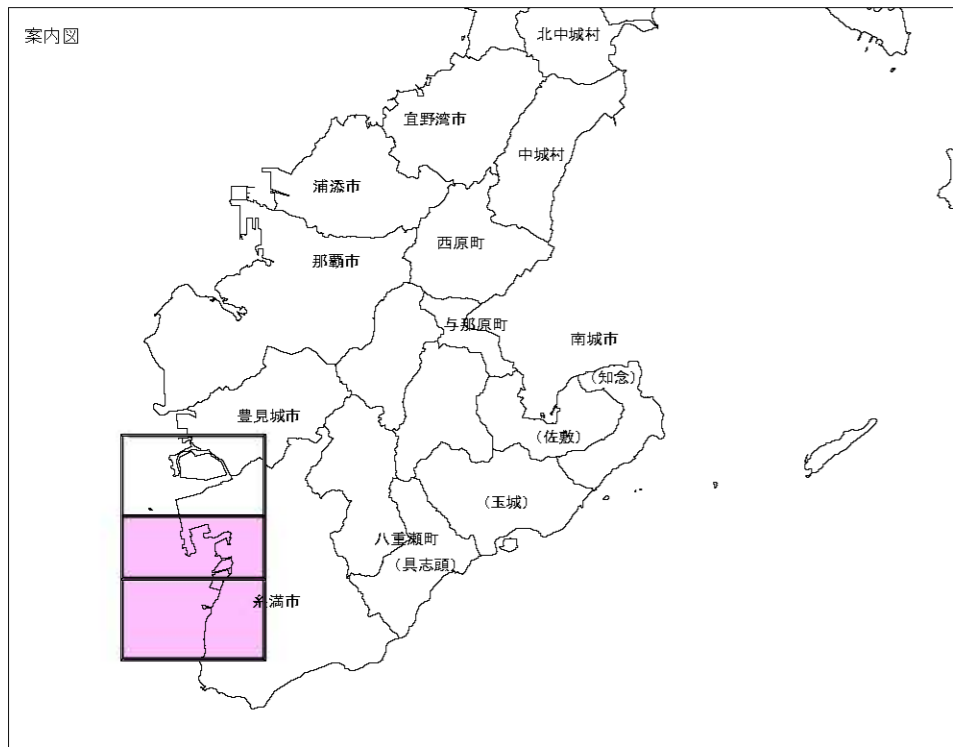 案内図
北中城村
宜野湾市
中城村
浦添市
西原町
那覇市
与那原町
南城市
（知念）
豊見城市
（佐敷）
（玉城）
八重瀬町
（具志頭）
糸満市